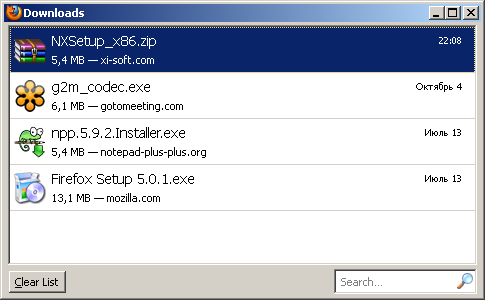 Downloads
NXSetup_x86.zip 22:08
5,4 MB — xi-soft.com
g2m_codec.exe Октябрь 4
6,1 MB — gotomeeting.com
npp.5.9.2.Installer.exe Июль 13
5,4 MB — notepad-plus-plus.org
Firefox Setup 5.0.1.exe Июль 13
13,1 MB — mozilla.com
Clear List Search...